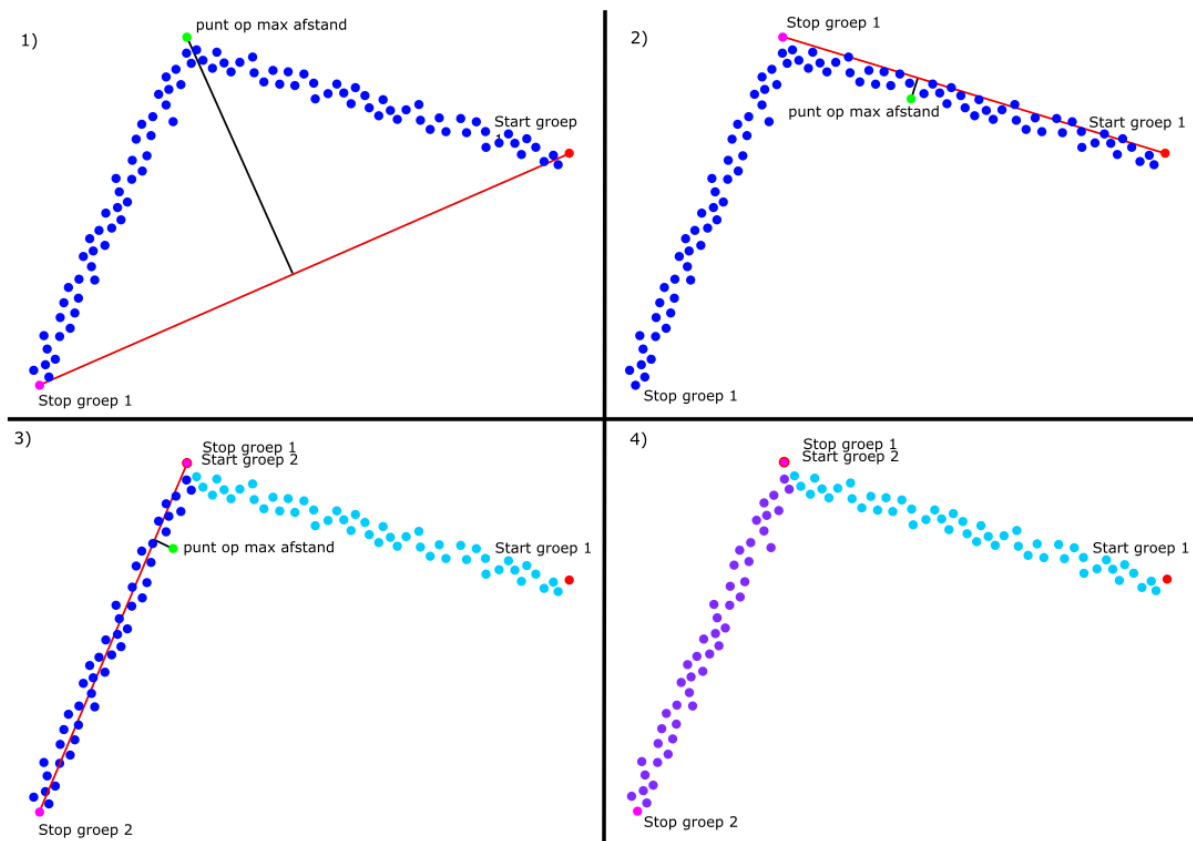 1)
punt op max afstand
Start groep
1
Stop groep 1
2)
Stop groep 1
punt op max afstand
Start groep 1
Stop groep 1
3)
Stop groep 1
Start groep 2
punt op max afstand
Start groep 1
Stop groep 2
4)
Stop groep 1
Start groep 2
Start groep 1
Stop groep 2